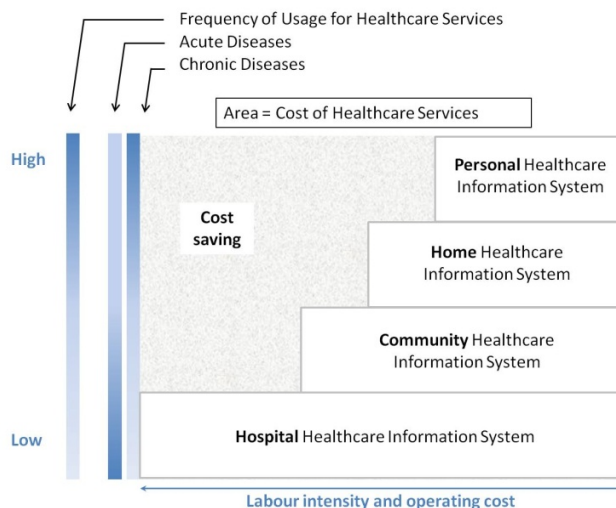 Frequency of Usage for Healthcare Services
Acute Diseases
Chronic Diseases
Area = Cost of Healthcare Services
High
Personal Healthcare
Information System
Cost
saving
Home Healthcare
Information System
Community Healthcare
Information System
Low
Hospital Healthcare Information System
Labour intensity and operating cost